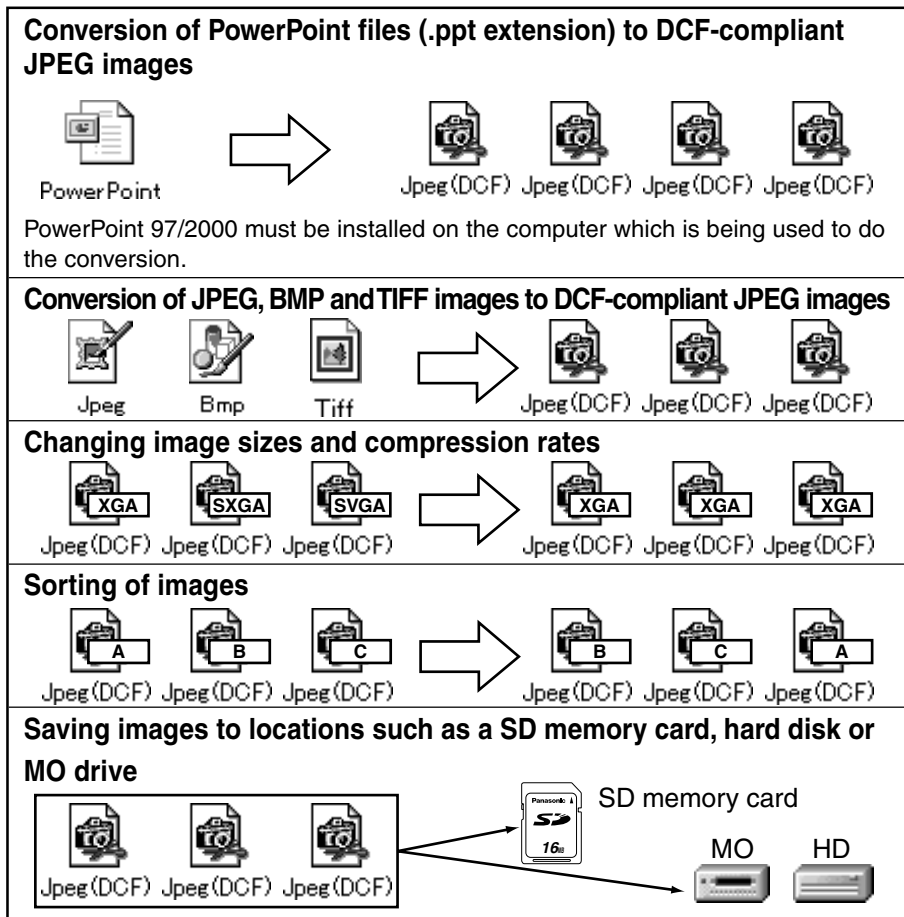 Conversion of PowerPoint files (.ppt extension) to DCF-compliant
JPEG images
PowerPoint
Jpeg(DCF) Jpeg(DCF) Jpeg(DCF) Jpeg(DCF)
PowerPoint 97/2000 must be installed on the computer which is being used to do
the conversion.
Conversion of JPEG, BMP and TIFF images to DCF-compliant JPEG images
Jpeg Bmp Tiff Jpeg(DCF) Jpeg(DCF) Jpeg(DCF)
Changing image sizes and compression rates
XGA SXGA SVGA XGA XGA XGA
Jpeg(DCF) Jpeg(DCF) Jpeg(DCF) Jpeg(DCF) Jpeg(DCF) Jpeg(DCF)
Sorting of images
A B C B C A
Jpeg(DCF) Jpeg(DCF) Jpeg(DCF) Jpeg(DCF) Jpeg(DCF) Jpeg(DCF)
Saving images to locations such as a SD memory card, hard disk or
MO drive
Panasonic
SD
16
SD memory card
MO HD
Jpeg(DCF) Jpeg(DCF) Jpeg(DCF)